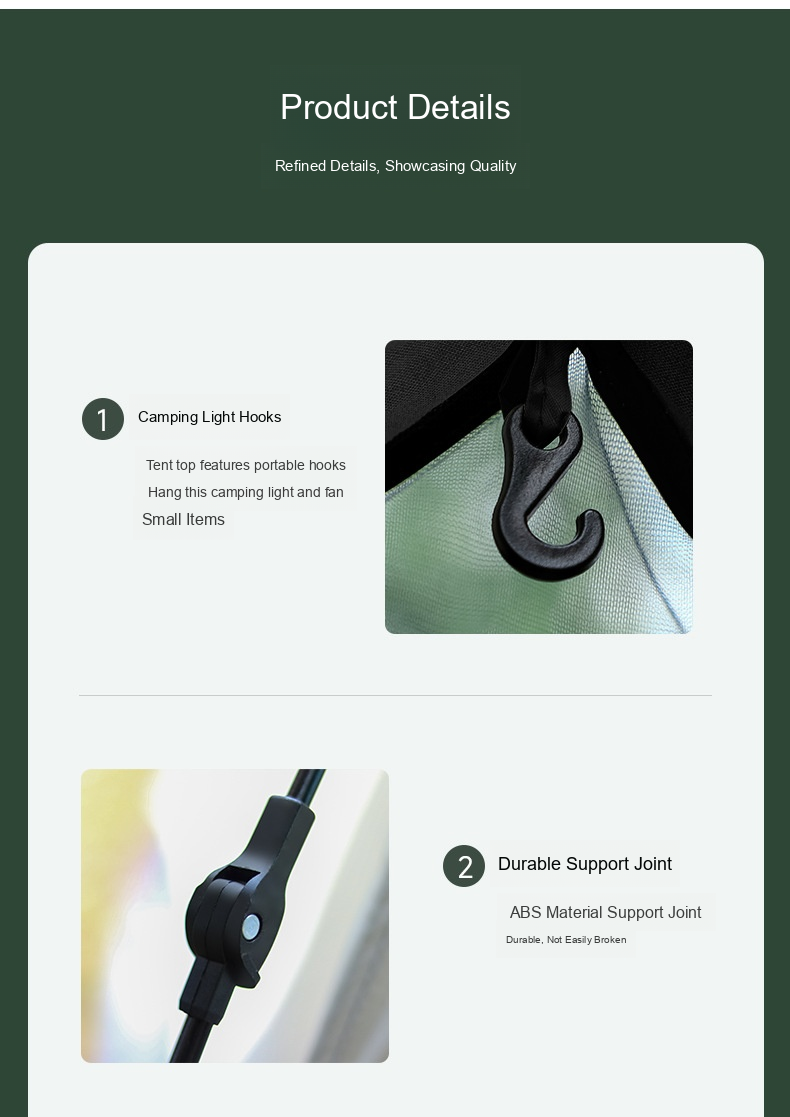 Product Details
Refined Details, Showcasing Quality
1
Camping Light Hooks
Tent top features portable hooks
Hang this camping light and fan
Small Items
2
Durable Support Joint
ABS Material Support Joint
Durable, Not Easily Broken